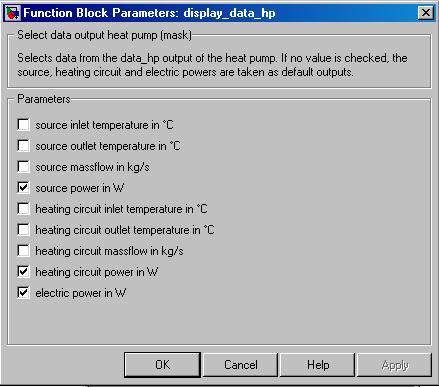 Function Block Parameters: display_data_hp
Select data output heat pump (mask)
Selects data from the data_hp output of the heat pump. If no value is checked, the
source, heating circuit and electric powers are taken as default outputs.
Parameters
source inlet temperature in °C
source outlet temperature in °C
source massflow in kg/s
source power in W
heating circuit inlet temperature in °C
heating circuit outlet temperature in °C
heating circuit massflow in kg/s
heating circuit power in W
electric power in W
OK Cancel Help Apply